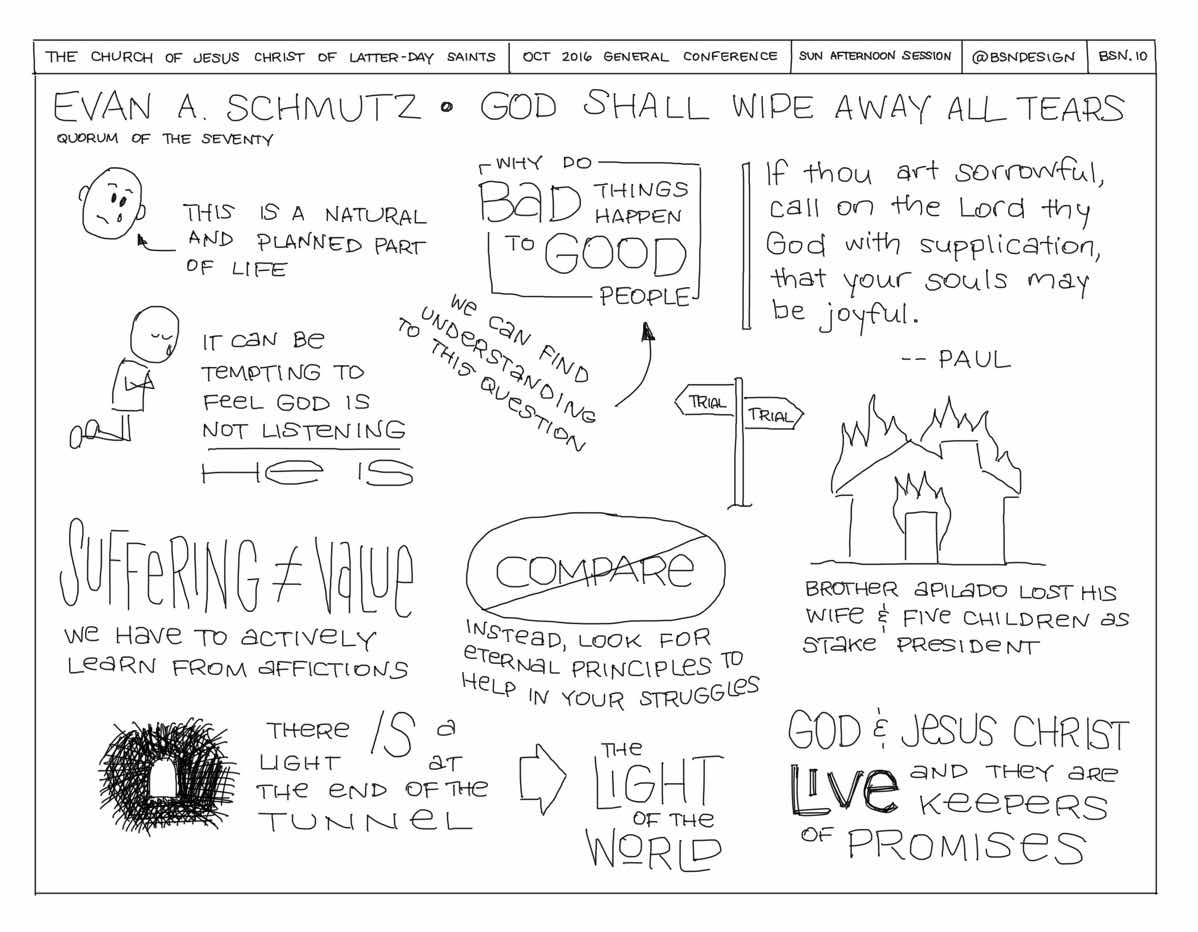 THE CHURCH OF JESUS CHRIST OF LATTER-DAY SAINTS
OCT 2016 GENERAL CONFERENCE
SUN AFTERNOON SESSION
@BSNDESIGN
BSN.10
EVAN A. SCHMUTZ • GOD SHALL WIPE AWAY ALL TEARS
QUORUM OF THE SEVENTY
THIS IS A NATURAL
AND PLANNED PART
OF LIFE
WHY DO
BAD THINGS
HAPPEN
TO GOOD
PEOPLE
If thou art sorrowful,
call on the Lord thy
God with supplication,
that your souls may
be joyful.
-- PAUL
IT CAN BE
TEMPTING TO
FEEL GOD IS
NOT LISTENING
HE IS
WE CAN FIND
UNDERSTANDING
TO THIS QUESTION
TRIAL
TRIAL
SUFFERING ≠ VALUE
WE HAVE TO ACTIVELY
LEARN FROM AFFICTIONS
COMPARE
INSTEAD, LOOK FOR
ETERNAL PRINCIPLES TO
HELP IN YOUR STRUGGLES
BROTHER APILADO LOST HIS
WIFE & FIVE CHILDREN AS
STAKE PRESIDENT
THERE IS A
LIGHT AT
THE END OF THE
TUNNEL
THE
LIGHT
OF THE
WORLD
GOD & JESUS CHRIST
LIVE AND THEY ARE
KEEPERS
OF PROMISES